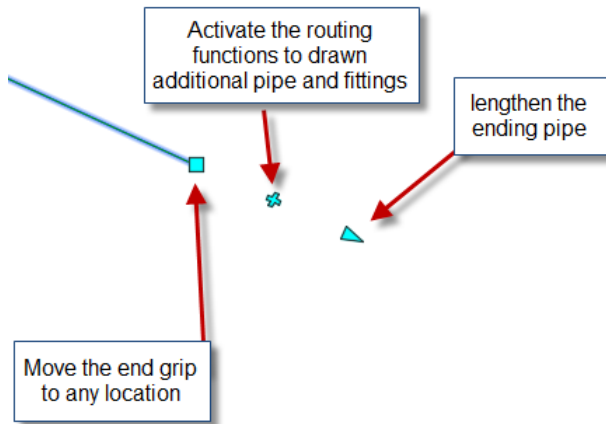 Activate the routing
functions to drawn
additional pipe and fittings
lengthen the
ending pipe
Move the end grip
to any location